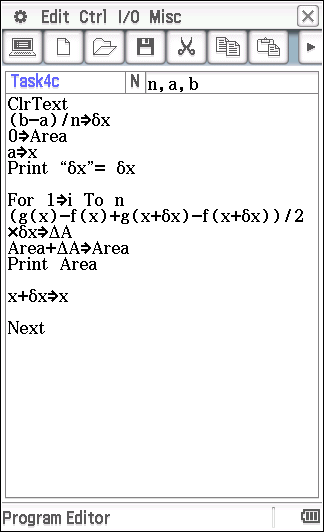 Edit Ctrl I/O Misc
Task4c N n,a,b
ClrText
(b−a)/n⇒δx
0⇒Area
a⇒x
Print “δx”= δx
For 1⇒i To n
(g(x)−f(x)+g(x+δx)−f(x+δx))/2
×δx⇒ΔA
Area+ΔA⇒Area
Print Area
x+δx⇒x
Next
Program Editor